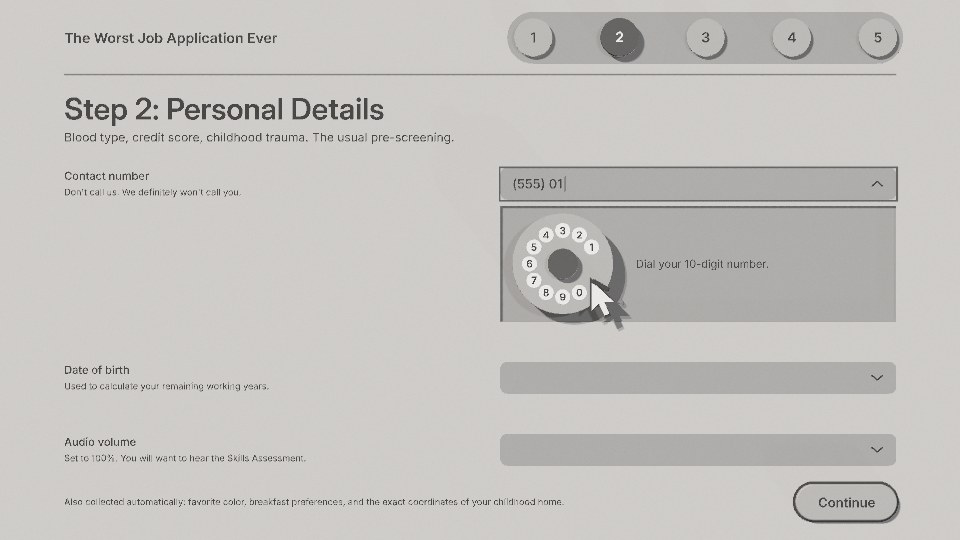 The Worst Job Application Ever
1 2 3 4 5
Step 2: Personal Details
Blood type, credit score, childhood trauma. The usual pre-screening.
Contact number
Don't call us. We definitely won't call you.
(555) 01
1 2 3 4 5 6 7 8 9 0
Dial your 10-digit number.
Date of birth
Used to calculate your remaining working years.
Audio volume
Set to 100%. You will want to hear the Skills Assessment.
Also collected automatically: favorite color, breakfast preferences, and the exact coordinates of your childhood home.
Continue